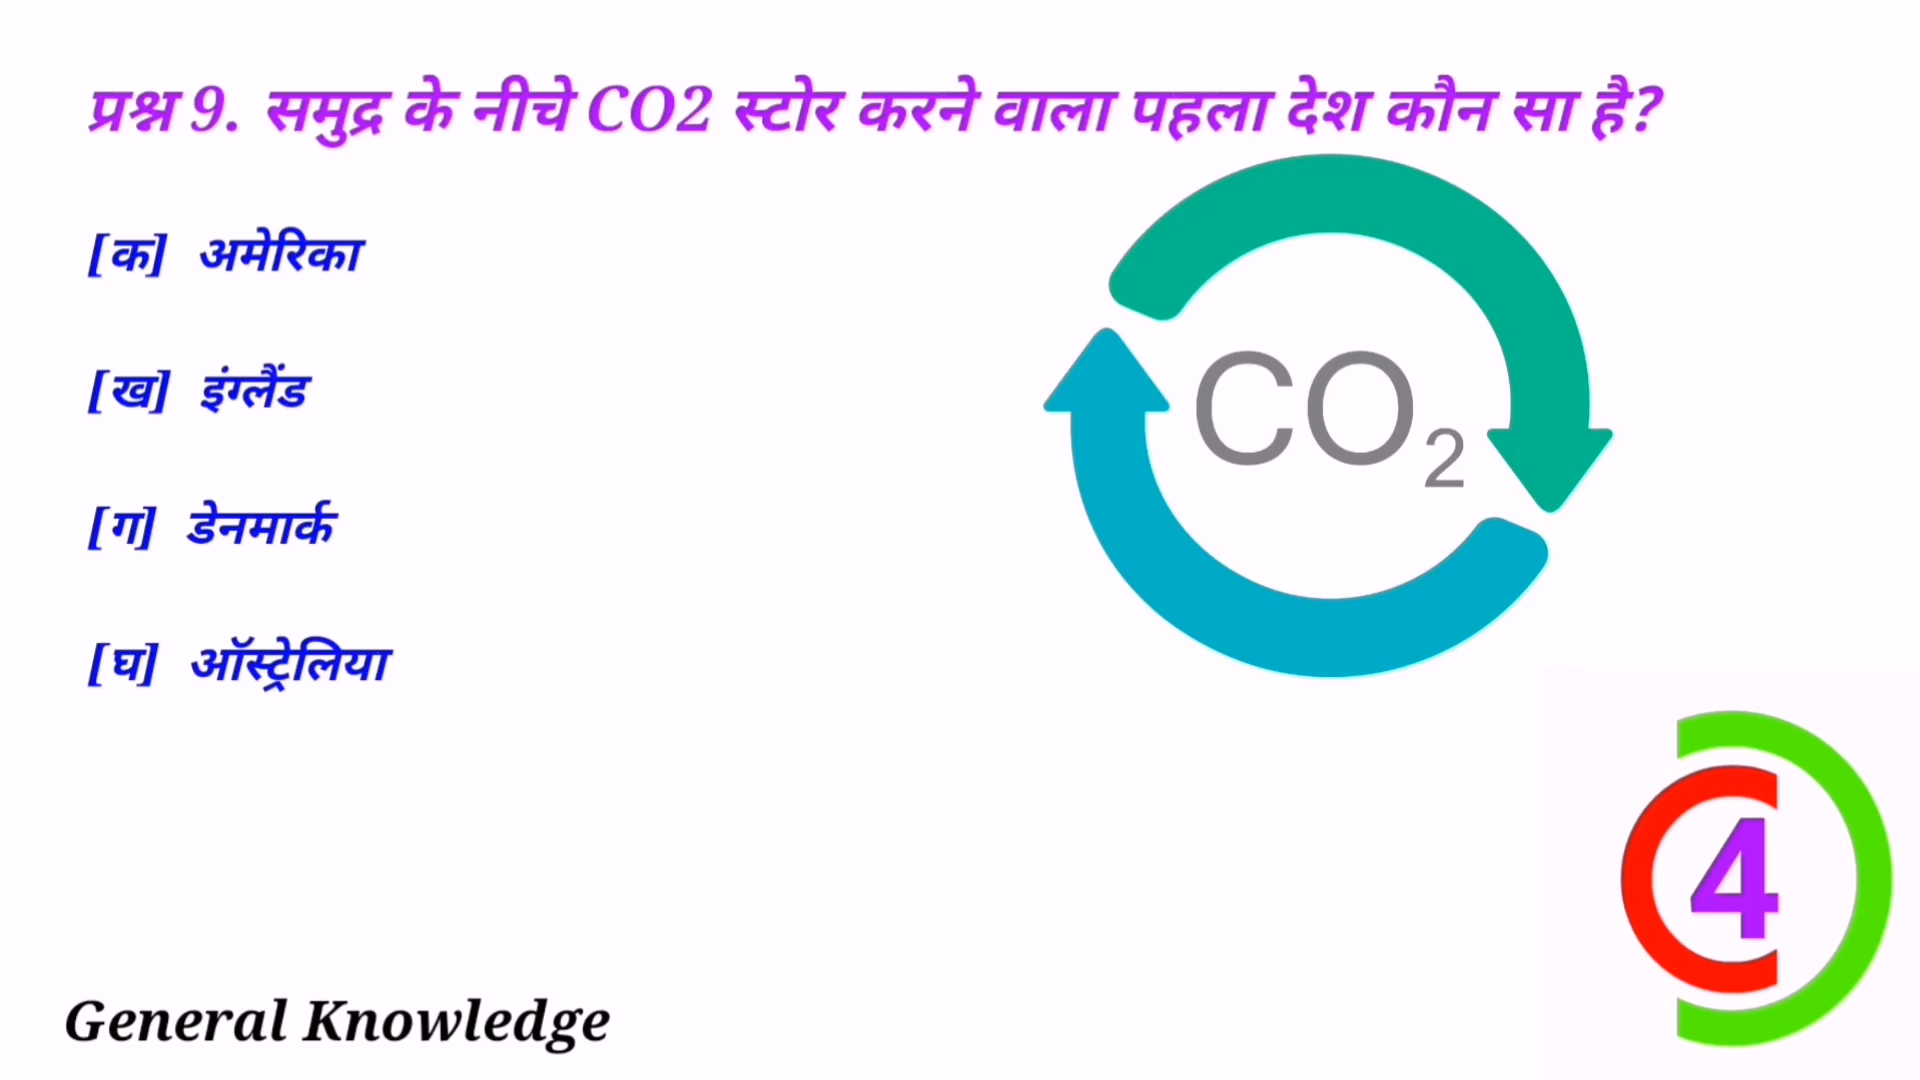 प्रश्न 9. समुद्र के नीचे CO2 स्टोर करने वाला पहला देश कौन सा है?
[क] अमेरिका
[ख] इंग्लैंड
[ग] डेनमार्क
[घ] ऑस्ट्रेलिया
CO₂
4
General Knowledge